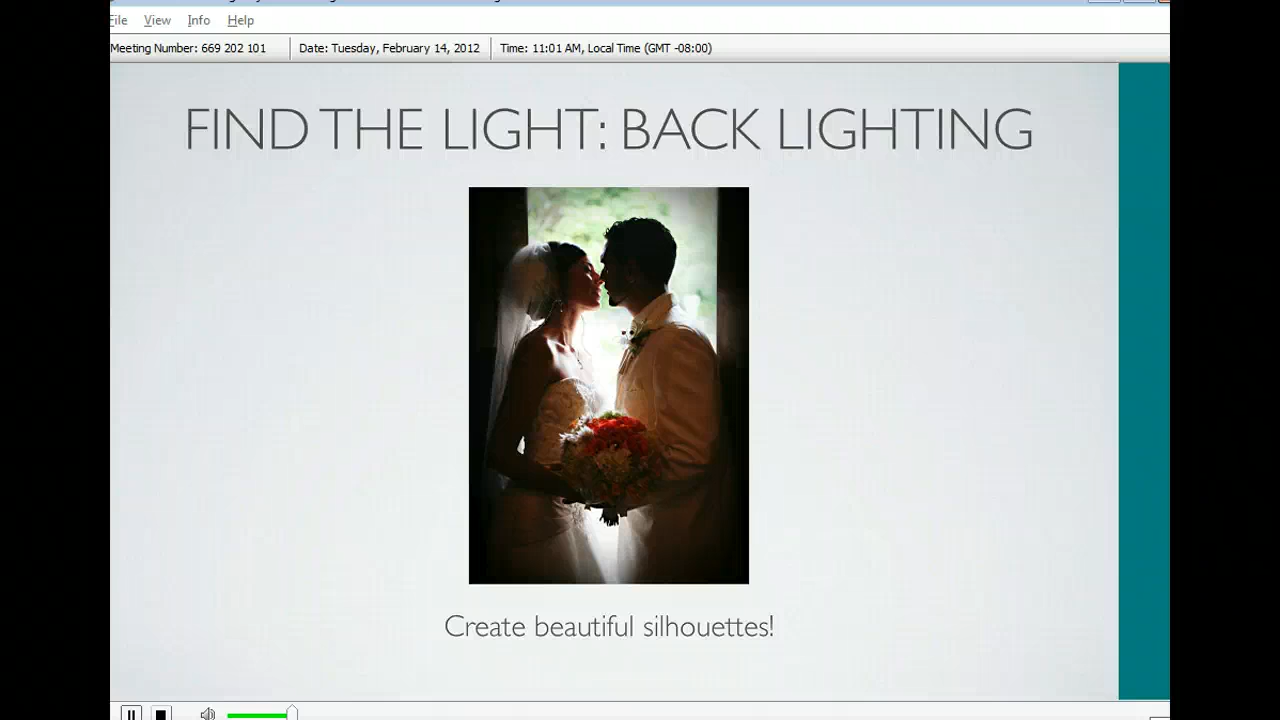 File View Info Help
Meeting Number: 669 202 101 Date: Tuesday, February 14, 2012 Time: 11:01 AM, Local Time (GMT -08:00)
FIND THE LIGHT: BACK LIGHTING
Create beautiful silhouettes!